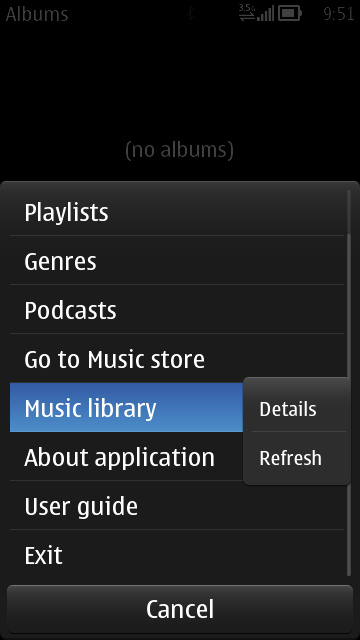 Albums
3.5G
9:51
(no albums)
Playlists
Genres
Podcasts
Go to Music store
Music library
Details
About application
Refresh
User guide
Exit
Cancel